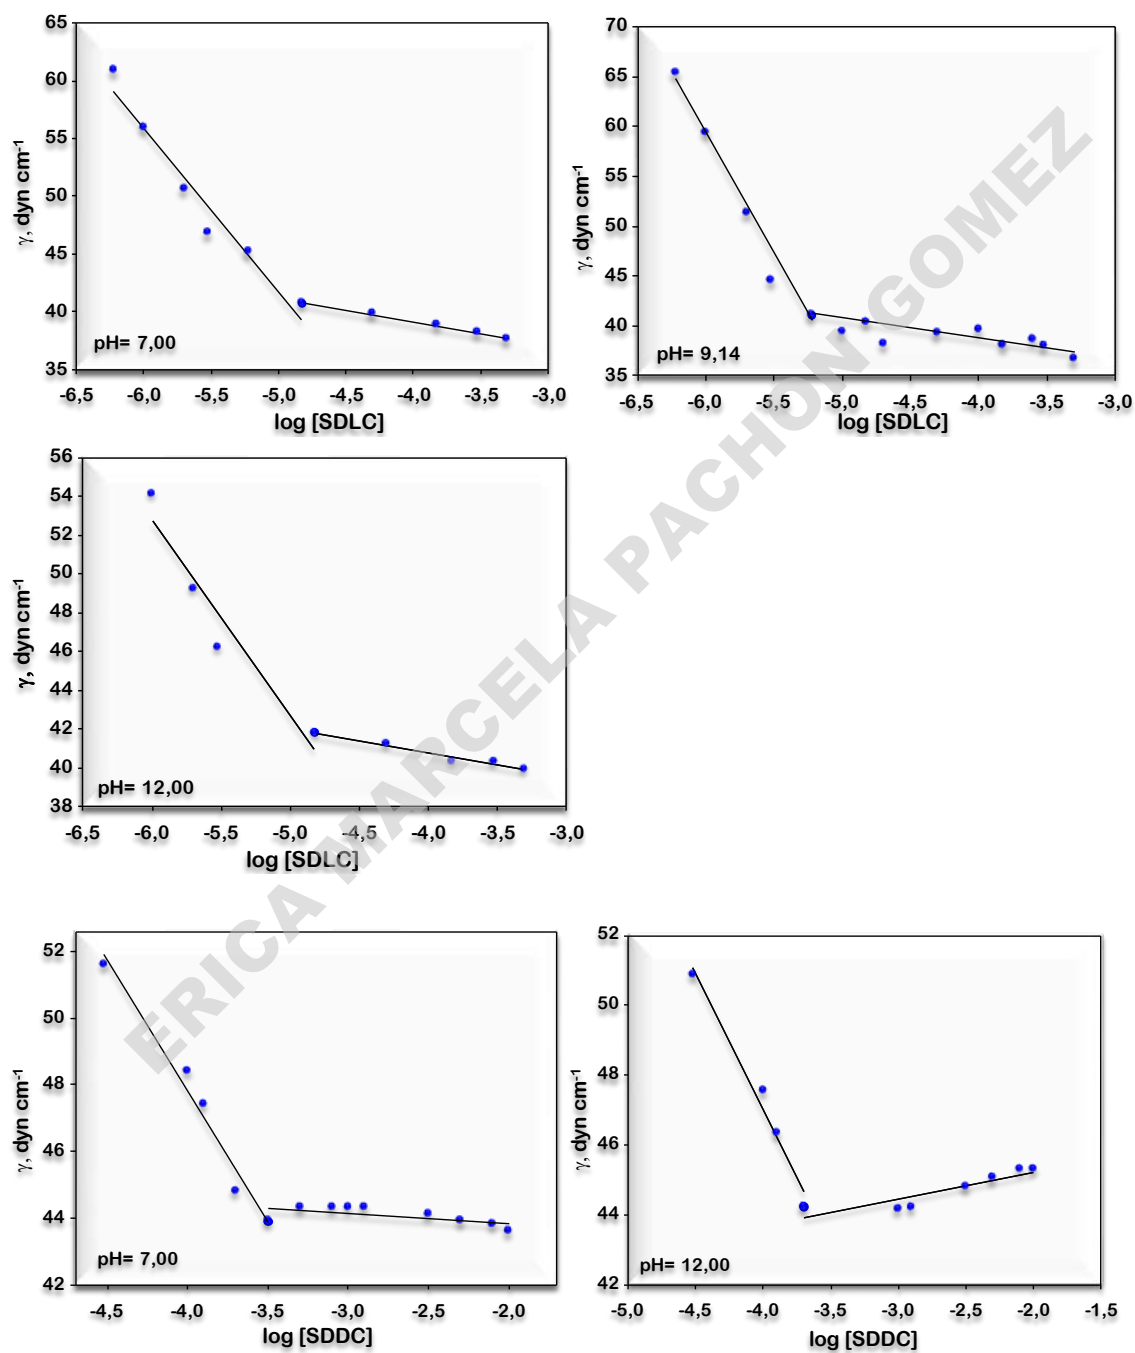 65
60
55
50
45
40
35
γ, dyn cm-1
pH= 7,00
-6,5 -6,0 -5,5 -5,0 -4,5 -4,0 -3,5 -3,0
log [SDLC]
70
65
60
55
50
45
40
35
γ, dyn cm-1
pH= 9,14
-6,5 -6,0 -5,5 -5,0 -4,5 -4,0 -3,5 -3,0
log [SDLC]
56
54
52
50
48
46
44
42
40
38
γ, dyn cm-1
pH= 12,00
-6,5 -6,0 -5,5 -5,0 -4,5 -4,0 -3,5 -3,0
log [SDLC]
ERICA MARCELA PACHON GOMEZ
52
50
48
46
44
42
γ, dyn cm-1
pH= 7,00
-4,5 -4,0 -3,5 -3,0 -2,5 -2,0
log [SDDC]
52
50
48
46
44
42
γ, dyn cm-1
pH= 12,00
-5,0 -4,5 -4,0 -3,5 -3,0 -2,5 -2,0 -1,5
log [SDDC]